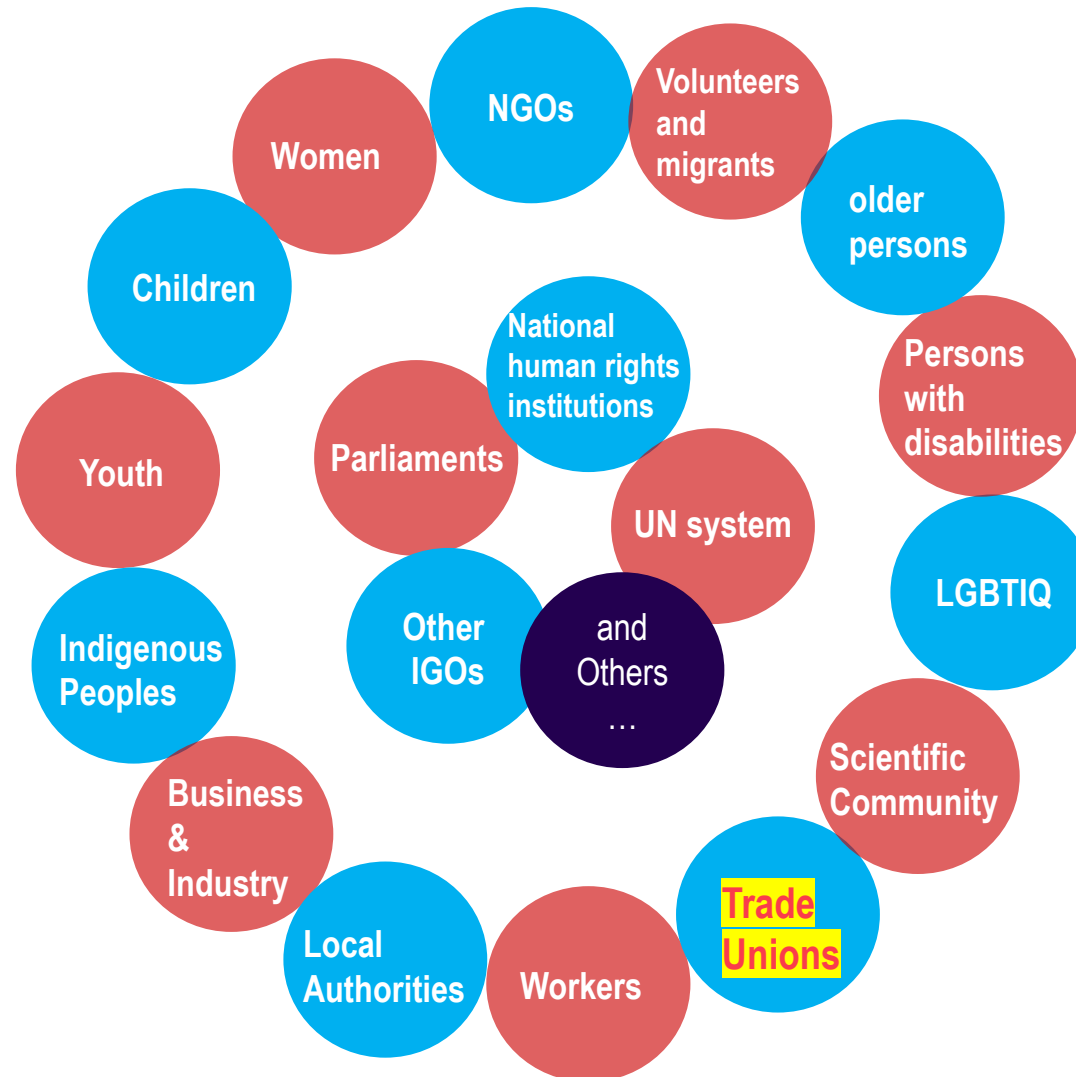 NGOs
Volunteers
and
migrants
older
persons
Persons
with
disabilities
LGBTIQ
Scientific
Community
Trade
Unions
Workers
Local
Authorities
Business
&
Industry
Indigenous
Peoples
Youth
Children
Women
National
human rights
institutions
UN system
and
Others
…
Other
IGOs
Parliaments